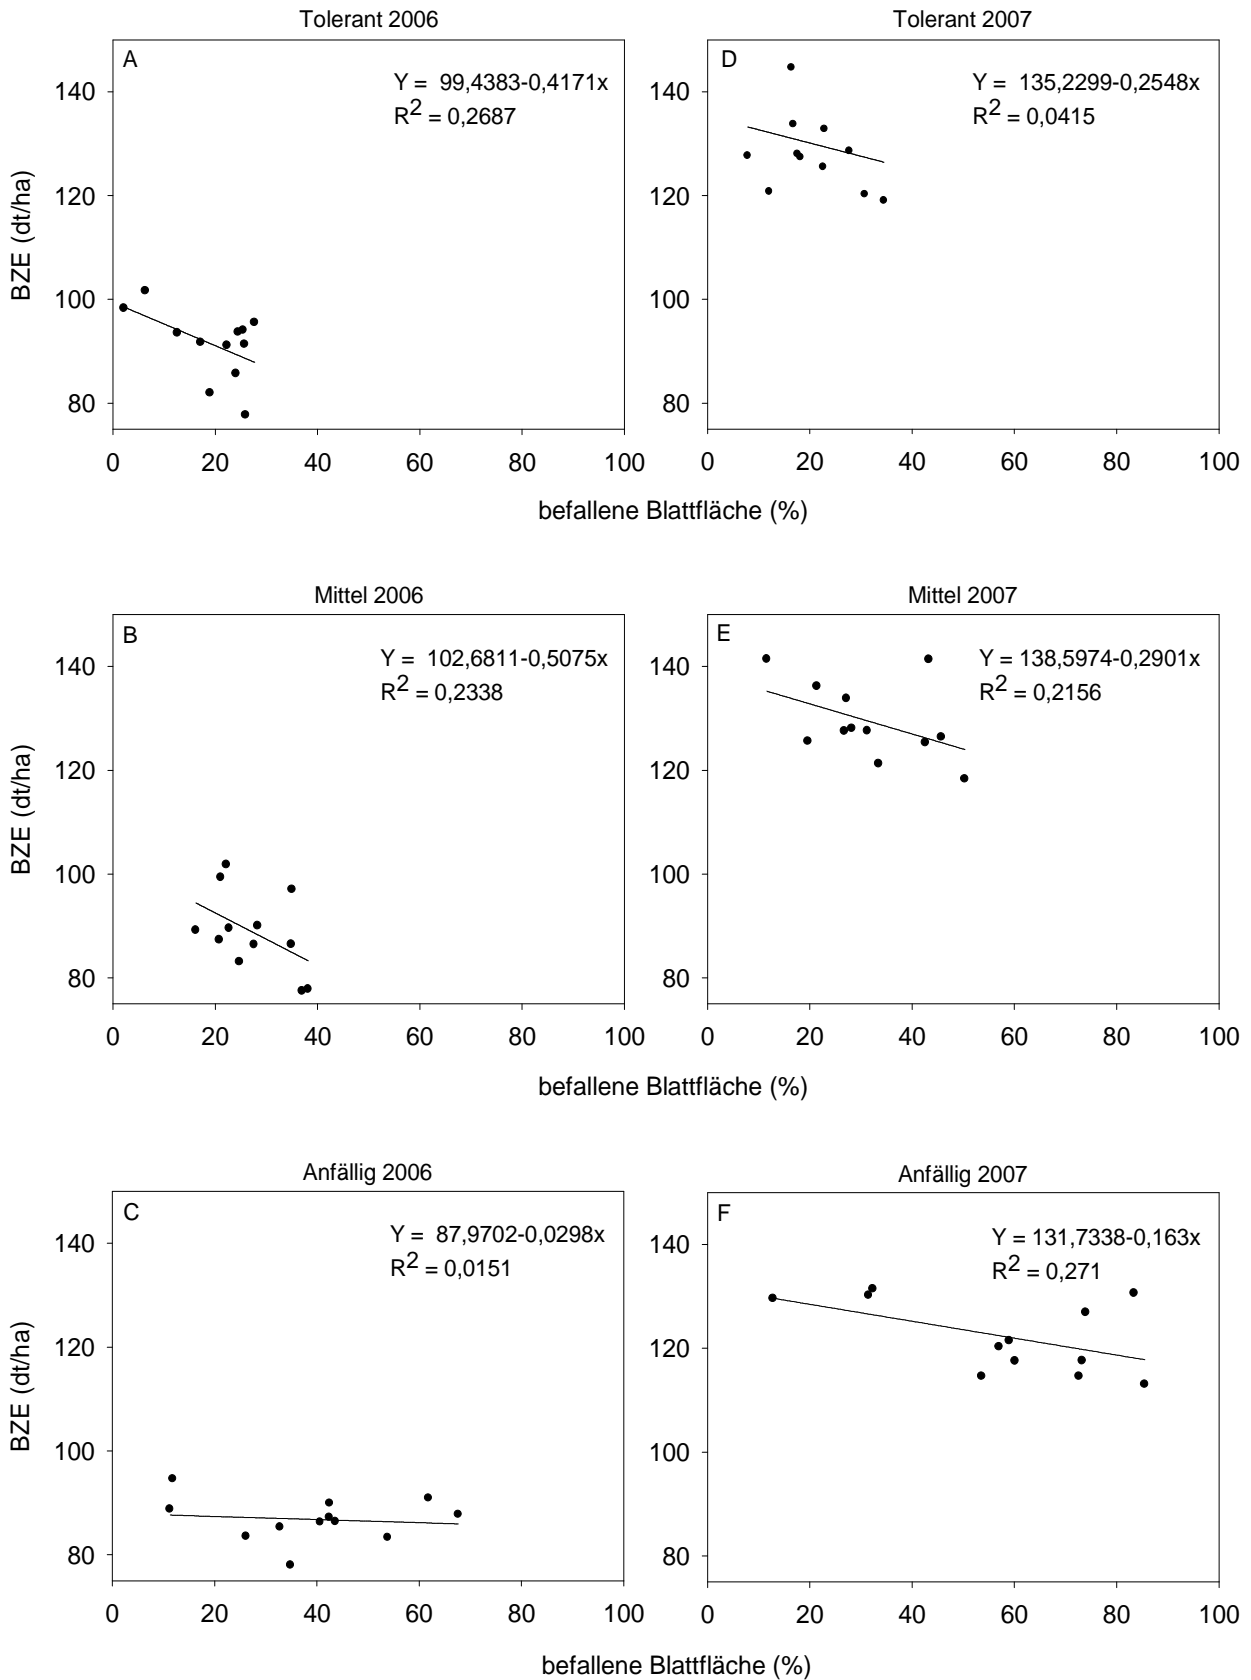 Tolerant 2006
A
Y = 99,4383-0,4171x
R2 = 0,2687
BZE (dt/ha)
140
120
100
80
0 20 40 60 80 100
Tolerant 2007
D
Y = 135,2299-0,2548x
R2 = 0,0415
140
120
100
80
0 20 40 60 80 100
befallene Blattfläche (%)
Mittel 2006
B
Y = 102,6811-0,5075x
R2 = 0,2338
BZE (dt/ha)
140
120
100
80
0 20 40 60 80 100
Mittel 2007
E
Y = 138,5974-0,2901x
R2 = 0,2156
140
120
100
80
0 20 40 60 80 100
befallene Blattfläche (%)
Anfällig 2006
C
Y = 87,9702-0,0298x
R2 = 0,0151
BZE (dt/ha)
140
120
100
80
0 20 40 60 80 100
Anfällig 2007
F
Y = 131,7338-0,163x
R2 = 0,271
140
120
100
80
0 20 40 60 80 100
befallene Blattfläche (%)